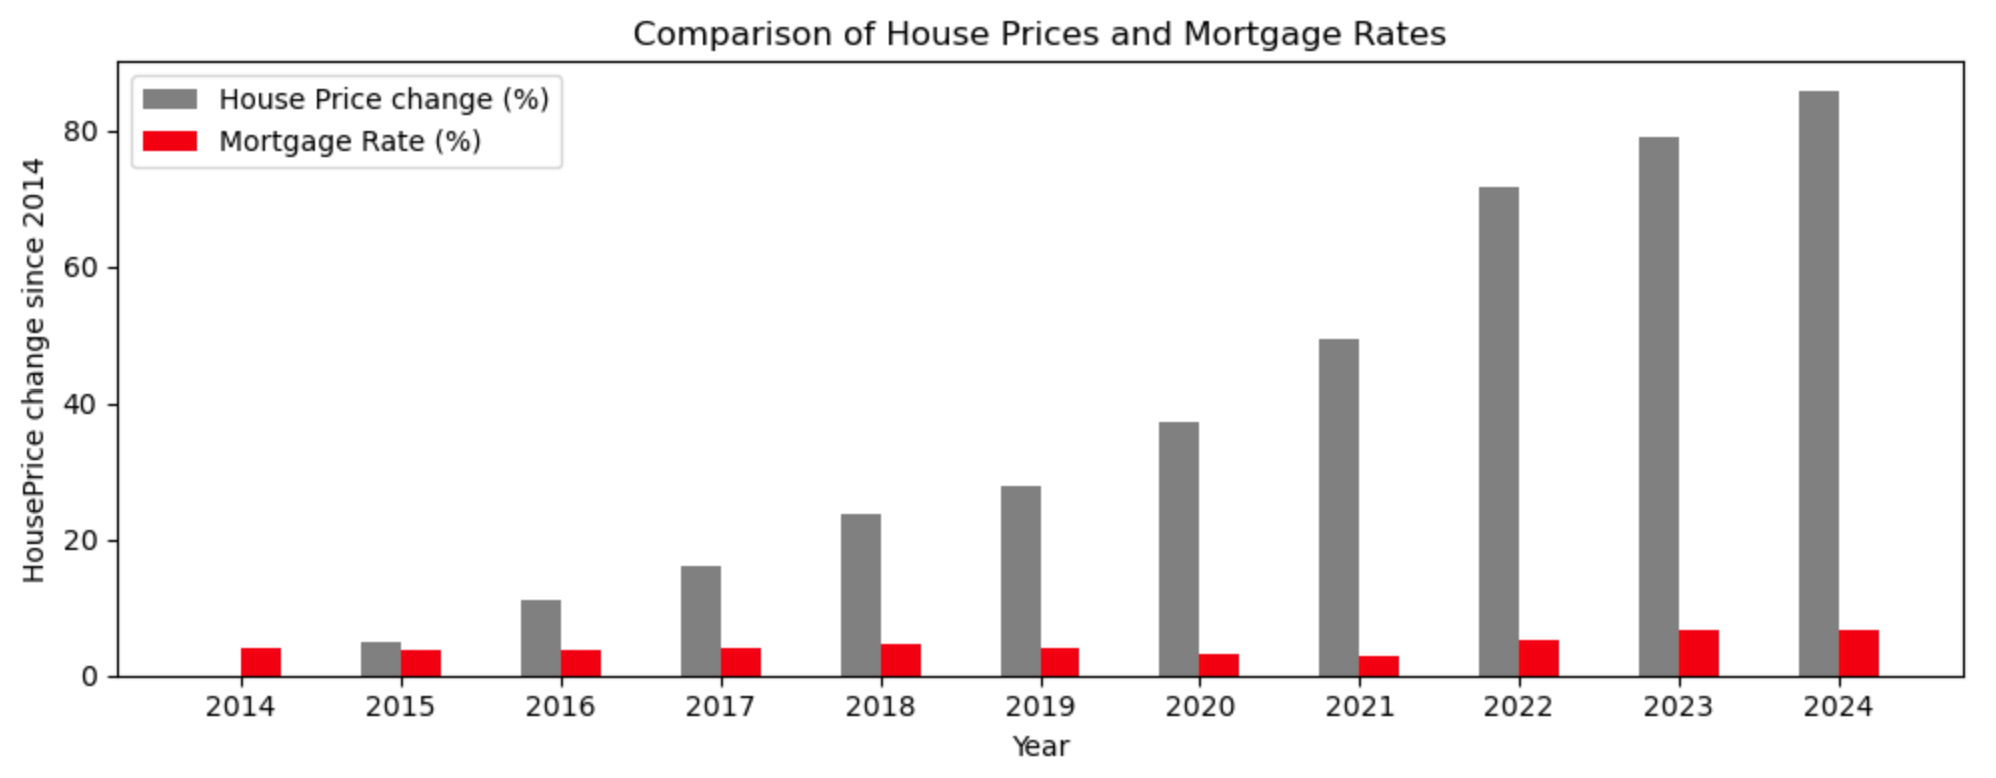 Comparison of House Prices and Mortgage Rates
House Price change (%)
Mortgage Rate (%)
HousePrice change since 2014
80
60
40
20
0
2014 2015 2016 2017 2018 2019 2020 2021 2022 2023 2024
Year